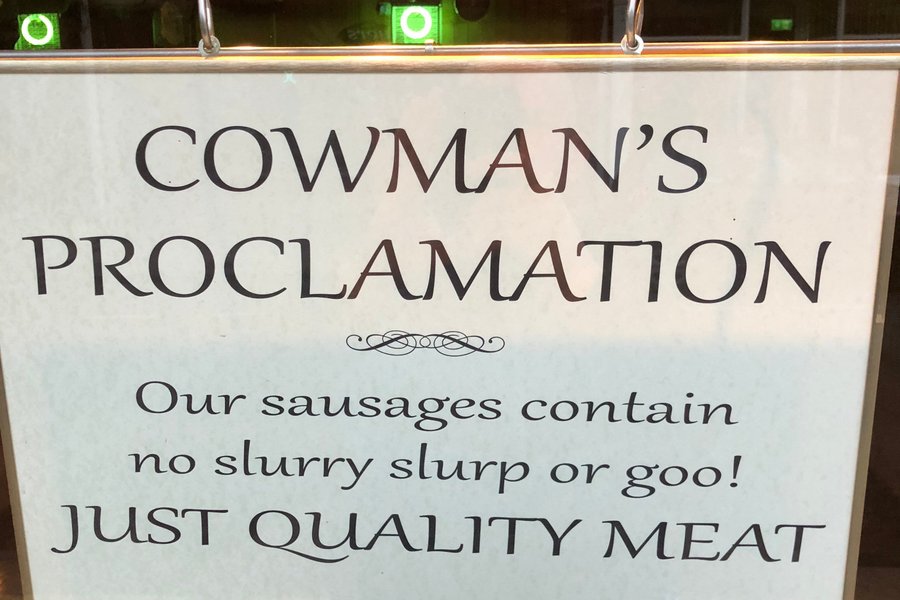 COWMAN'S
PROCLAMATION
Our sausages contain
no slurry slurp or goo!
JUST QUALITY MEAT